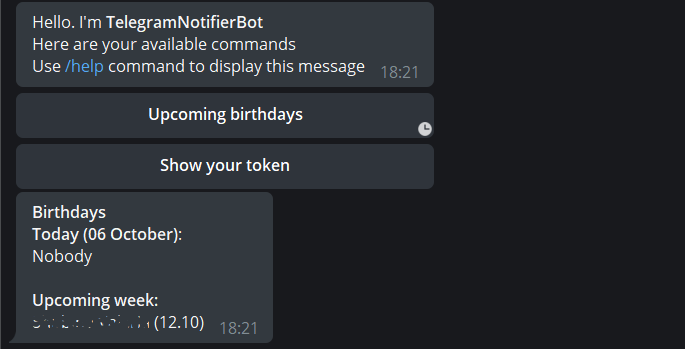 Hello. I'm TelegramNotifierBot
Here are your available commands
Use /help command to display this message
18:21
Upcoming birthdays
Show your token
Birthdays
Today (06 October):
Nobody
Upcoming week:
(12.10)
18:21